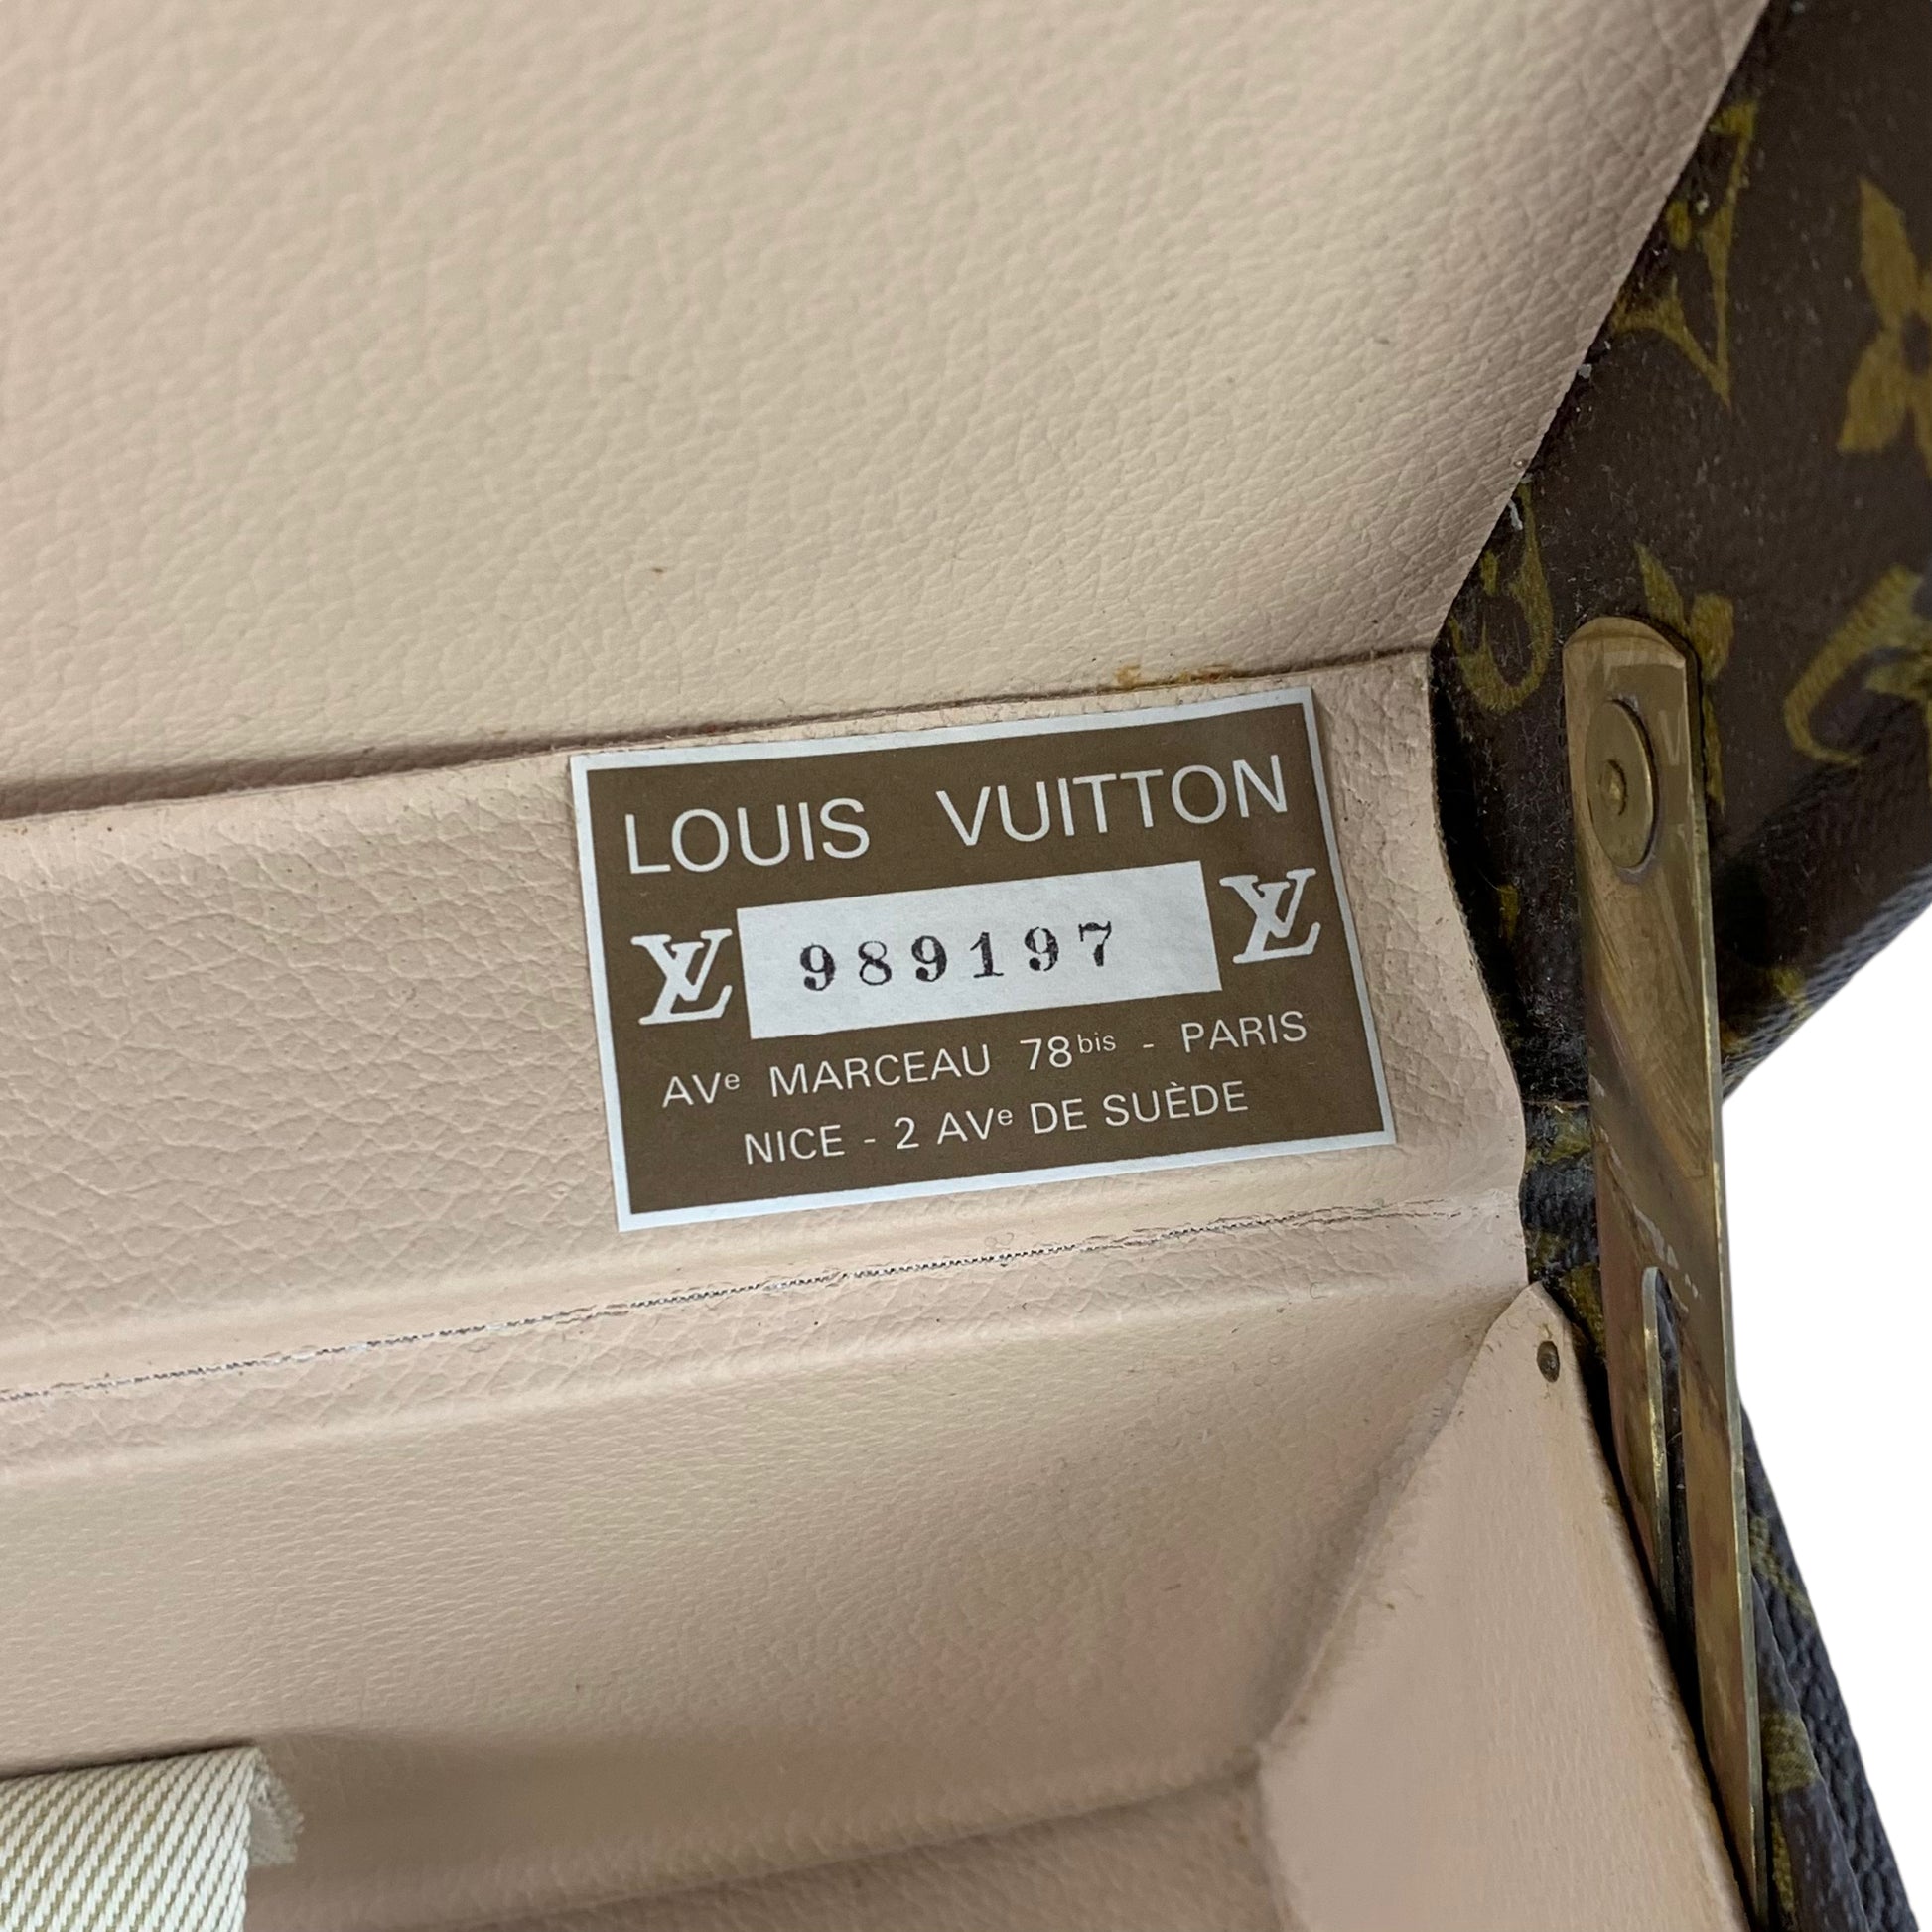 LOUIS VUITTON
LV 989197 LV
AVe MARCEAU 78bis - PARIS
NICE - 2 AVe DE SUÈDE